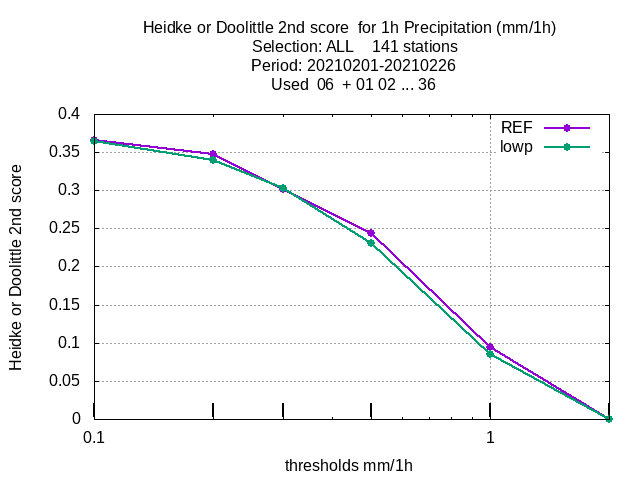 Heidke or Doolittle 2nd score  for 1h Precipitation (mm/1h)
Selection: ALL    141 stations
Period: 20210201-20210226
Used  06  + 01 02 ... 36
REF
lowp
0.4
0.35
0.3
0.25
0.2
0.15
0.1
0.05
0
Heidke or Doolittle 2nd score
0.1
1
thresholds mm/1h